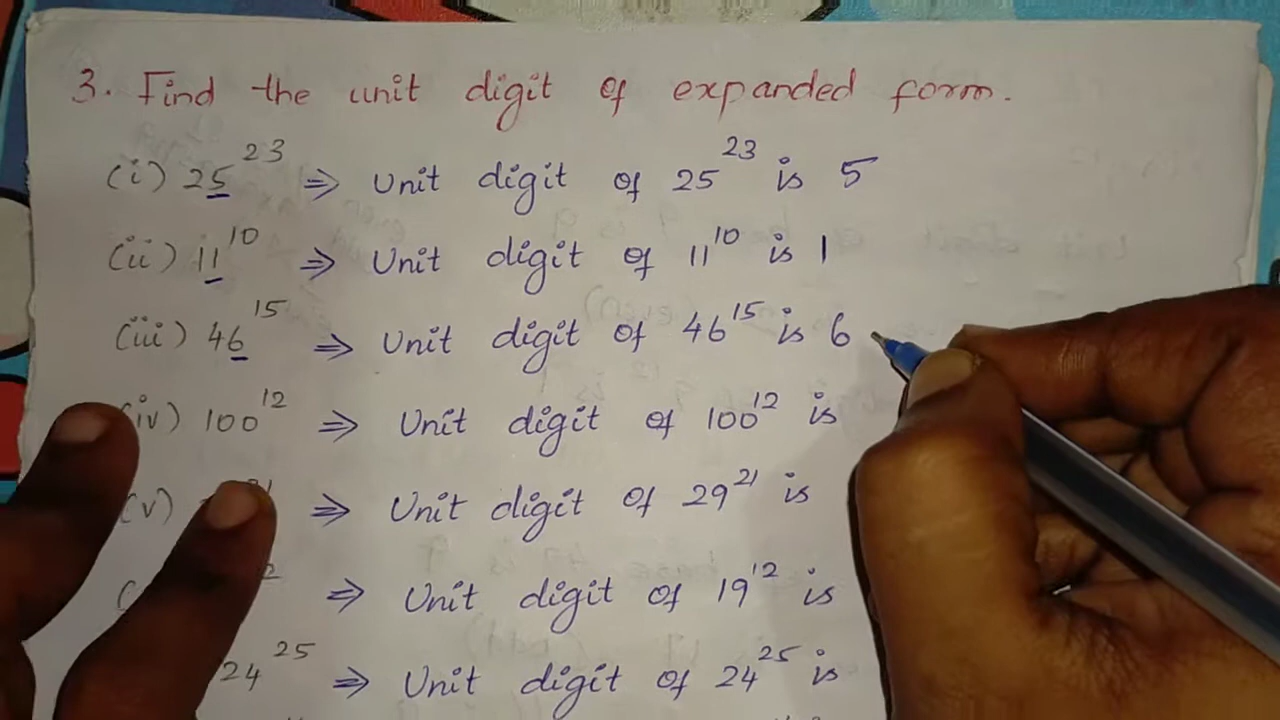 3. Find the unit digit of expanded form.
(i) 25^23 ⇒ Unit digit of 25^23 is 5
(ii) 11^10 ⇒ Unit digit of 11^10 is 1
(iii) 46^15 ⇒ Unit digit of 46^15 is 6
(iv) 100^12 ⇒ Unit digit of 100^12 is
(v) ⇒ Unit digit of 29^21 is
⇒ Unit digit of 19^12 is
24^25 ⇒ Unit digit of 24^25 is